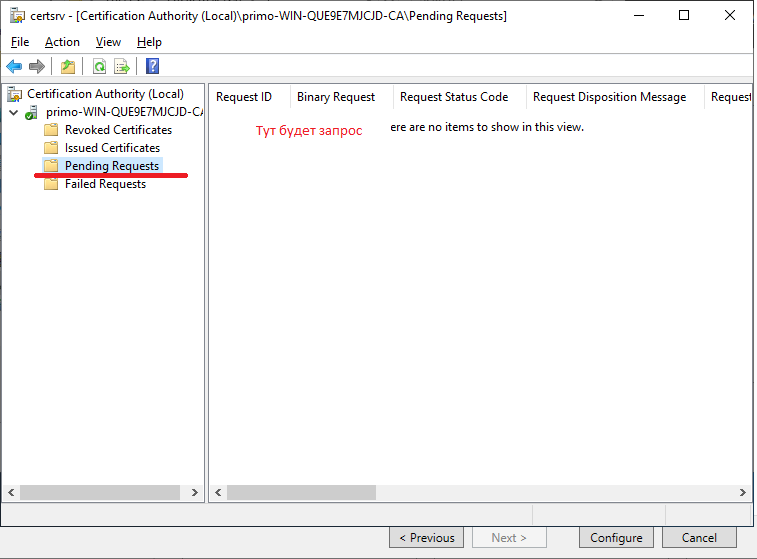 certsrv - [Certification Authority (Local)\primo-WIN-QUE9E7MJCJD-CA\Pending Requests]
File Action View Help
Certification Authority (Local)
primo-WIN-QUE9E7MJCJD-CA
Revoked Certificates
Issued Certificates
Pending Requests
Failed Requests
Request ID Binary Request Request Status Code Request Disposition Message Request
Тут будет запрос ere are no items to show in this view.
< Previous Next > Configure Cancel